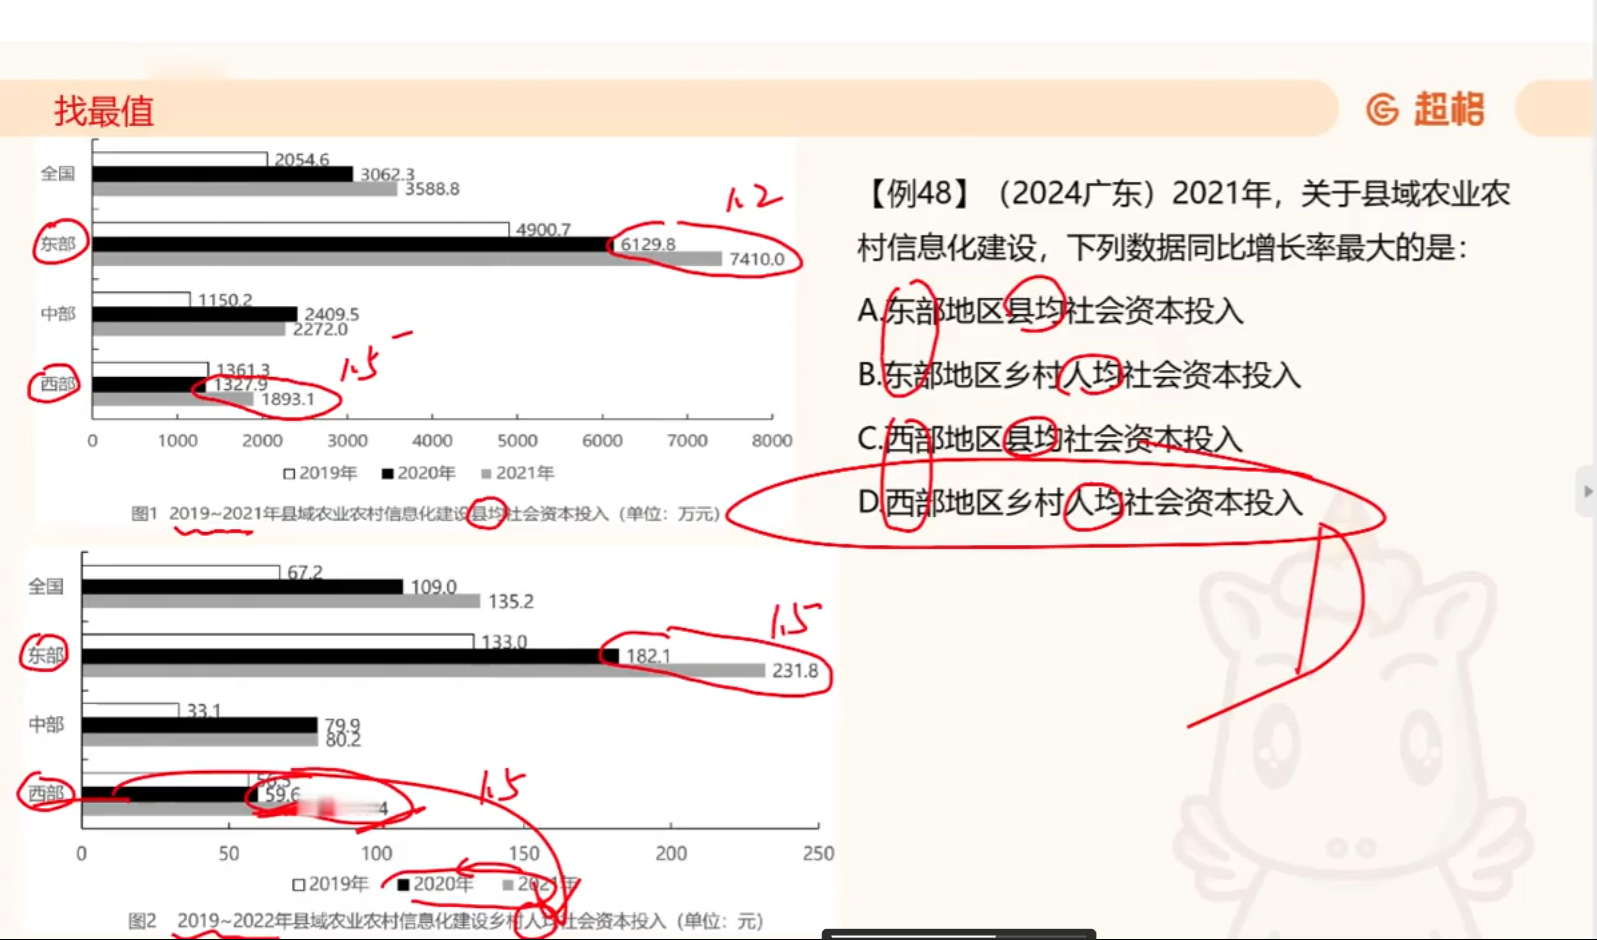 找最值
超格
全国
2054.6
3062.3
3588.8
1.2
东部
4900.7
6129.8
7410.0
中部
1150.2
2409.5
2272.0
西部
1361.3
1327.9
1893.1
1.5
0 1000 2000 3000 4000 5000 6000 7000 8000
2019年 2020年 2021年
图1 2019~2021年县域农业农村信息化建设县均社会资本投入（单位：万元）
全国
67.2
109.0
135.2
东部
133.0
182.1
231.8
1.5
中部
33.1
79.9
80.2
西部
59.6
1.5
0 50 100 150 200 250
2019年 2020年 2021年
图2 2019~2022年县域农业农村信息化建设乡村人均社会资本投入（单位：元）
【例48】（2024广东）2021年，关于县域农业农
村信息化建设，下列数据同比增长率最大的是：
A.东部地区县均社会资本投入
B.东部地区乡村人均社会资本投入
C.西部地区县均社会资本投入
D.西部地区乡村人均社会资本投入